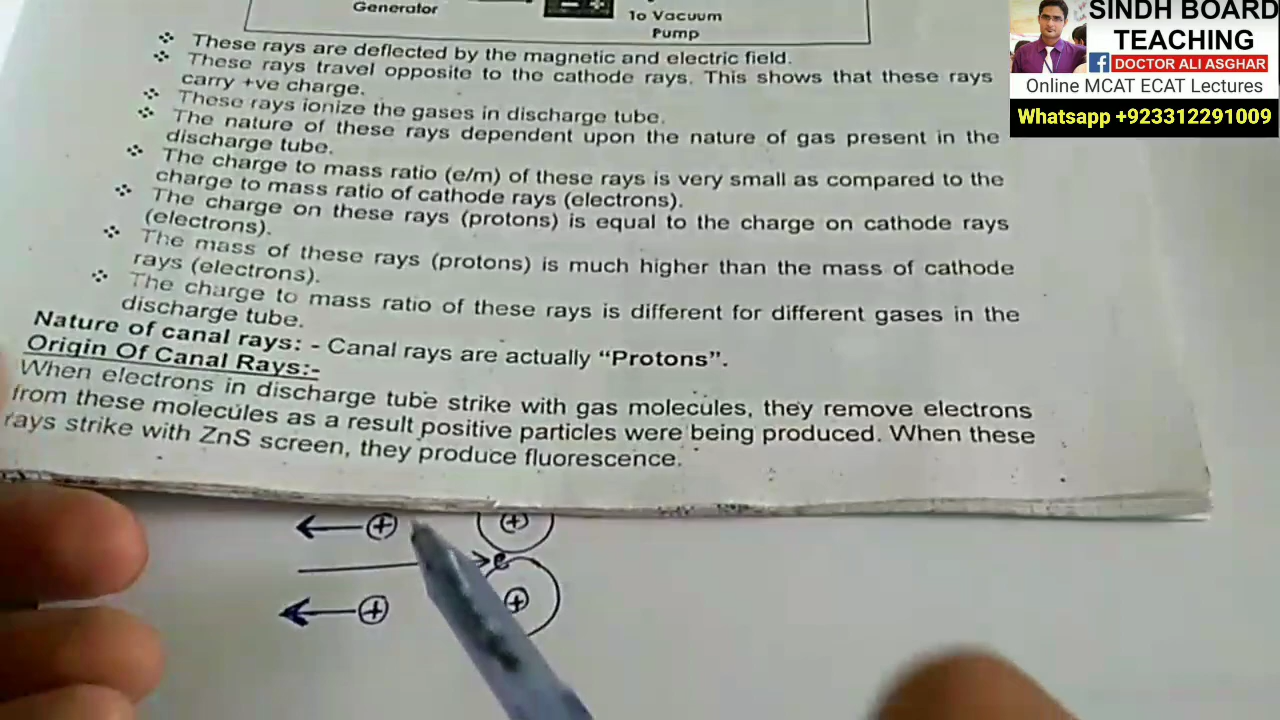 Generator
To Vacuum
Pump
SINDH BOARD
TEACHING
f DOCTOR ALI ASGHAR
Online MCAT ECAT Lectures
Whatsapp +923312291009
❖ These rays are deflected by the magnetic and electric field.
❖ These rays travel opposite to the cathode rays. This shows that these rays
carry +ve charge.
❖ These rays ionize the gases in discharge tube.
❖ The nature of these rays dependent upon the nature of gas present in the
discharge tube.
❖ The charge to mass ratio (e/m) of these rays is very small as compared to the
charge to mass ratio of cathode rays (electrons).
❖ The charge on these rays (protons) is equal to the charge on cathode rays
(electrons).
❖ The mass of these rays (protons) is much higher than the mass of cathode
rays (electrons).
❖ The charge to mass ratio of these rays is different for different gases in the
discharge tube.
Nature of canal rays: - Canal rays are actually “Protons”.
Origin Of Canal Rays:-
When electrons in discharge tube strike with gas molecules, they remove electrons
from these molecules as a result positive particles were being produced. When these
rays strike with ZnS screen, they produce fluorescence.
+ +
e
+ +